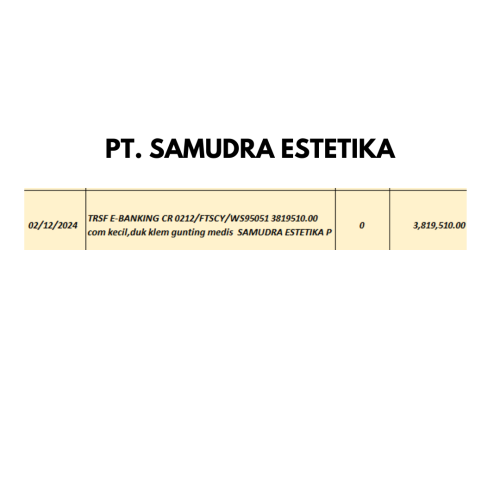 PT. SAMUDRA ESTETIKA
02/12/2024
TRSF E-BANKING CR 0212/FTSCY/WS95051 3819510.00
com kecil,duk klem gunting medis SAMUDRA ESTETIKA P
0
3,819,510.00